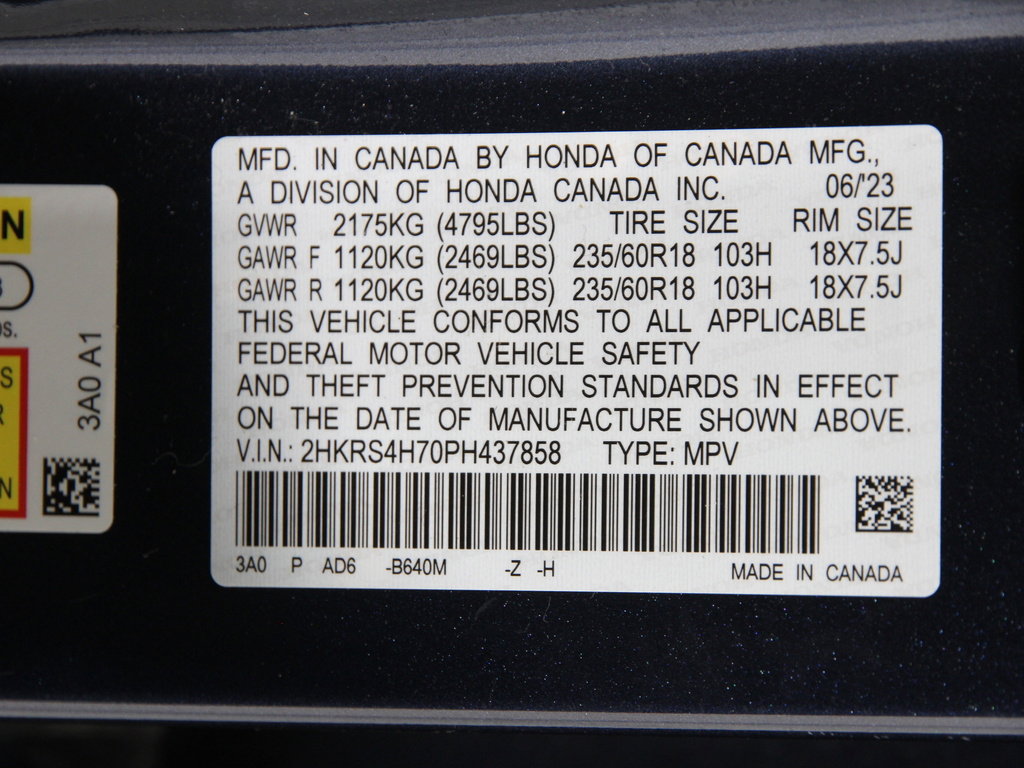 MFD. IN CANADA BY HONDA OF CANADA MFG.,
A DIVISION OF HONDA CANADA INC. 06/'23
GVWR 2175KG (4795LBS) TIRE SIZE RIM SIZE
GAWR F 1120KG (2469LBS) 235/60R18 103H 18X7.5J
GAWR R 1120KG (2469LBS) 235/60R18 103H 18X7.5J
THIS VEHICLE CONFORMS TO ALL APPLICABLE
FEDERAL MOTOR VEHICLE SAFETY
AND THEFT PREVENTION STANDARDS IN EFFECT
ON THE DATE OF MANUFACTURE SHOWN ABOVE.
V.I.N.: 2HKRS4H70PH437858 TYPE: MPV
3A0 P AD6 -B640M -Z -H MADE IN CANADA
3A0 A1